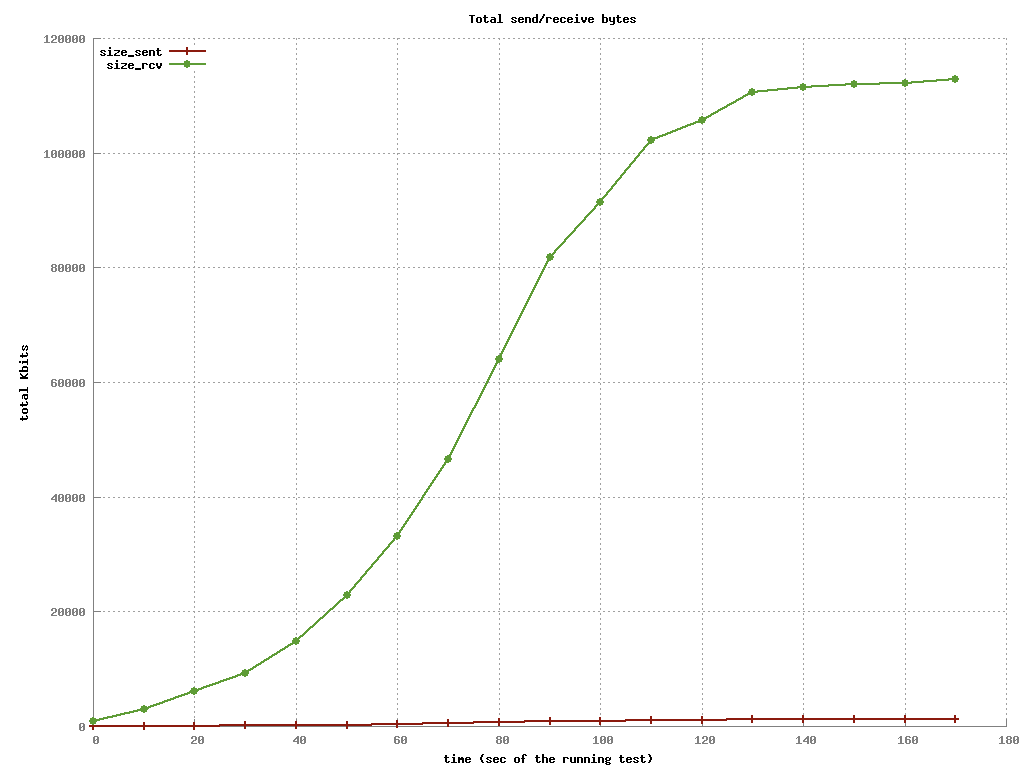 Total send/receive bytes
120000
size_sent
size_rcv
100000
80000
60000
40000
20000
0
total Kbits
0 20 40 60 80 100 120 140 160 180
time (sec of the running test)